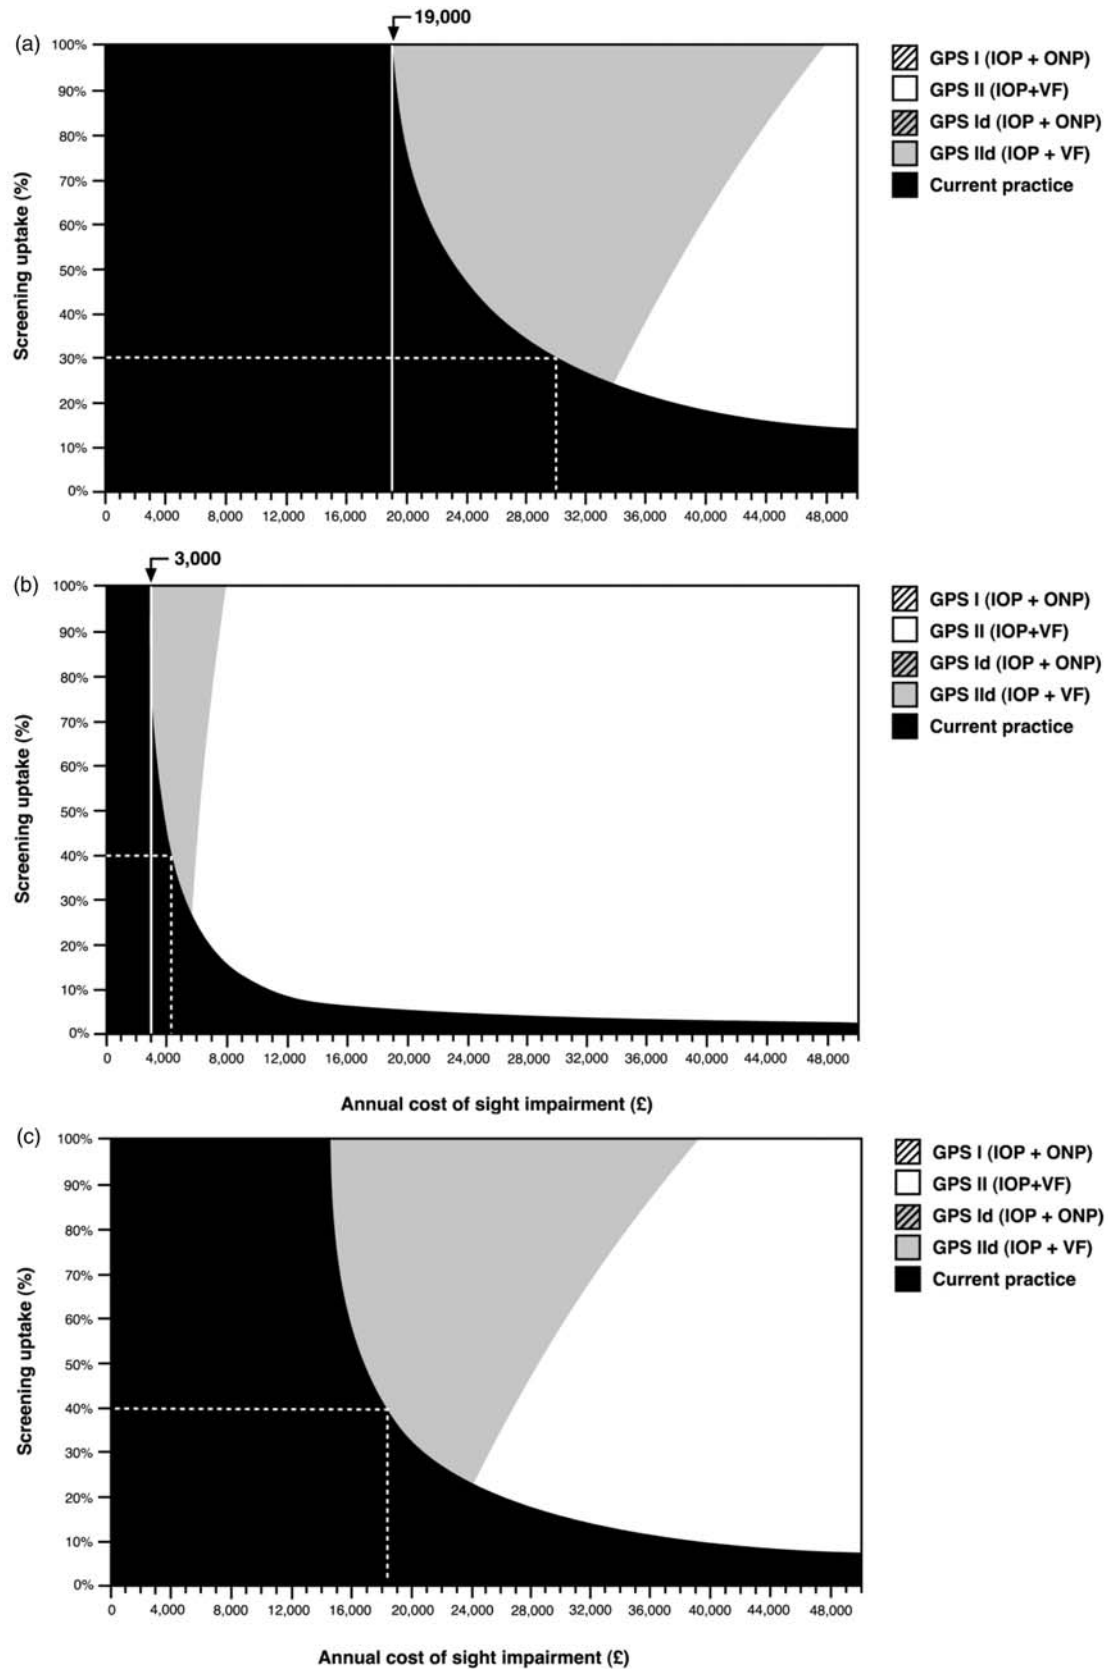 19,000
(a)
100%
90%
80%
70%
60%
50%
40%
30%
20%
10%
0%
Screening uptake (%)
0 4,000 8,000 12,000 16,000 20,000 24,000 28,000 32,000 36,000 40,000 44,000 48,000
GPS I (IOP + ONP)
GPS II (IOP+VF)
GPS Id (IOP + ONP)
GPS IId (IOP + VF)
Current practice
3,000
(b)
100%
90%
80%
70%
60%
50%
40%
30%
20%
10%
0%
Screening uptake (%)
0 4,000 8,000 12,000 16,000 20,000 24,000 28,000 32,000 36,000 40,000 44,000 48,000
Annual cost of sight impairment (£)
GPS I (IOP + ONP)
GPS II (IOP+VF)
GPS Id (IOP + ONP)
GPS IId (IOP + VF)
Current practice
(c)
100%
90%
80%
70%
60%
50%
40%
30%
20%
10%
0%
Screening uptake (%)
0 4,000 8,000 12,000 16,000 20,000 24,000 28,000 32,000 36,000 40,000 44,000 48,000
Annual cost of sight impairment (£)
GPS I (IOP + ONP)
GPS II (IOP+VF)
GPS Id (IOP + ONP)
GPS IId (IOP + VF)
Current practice